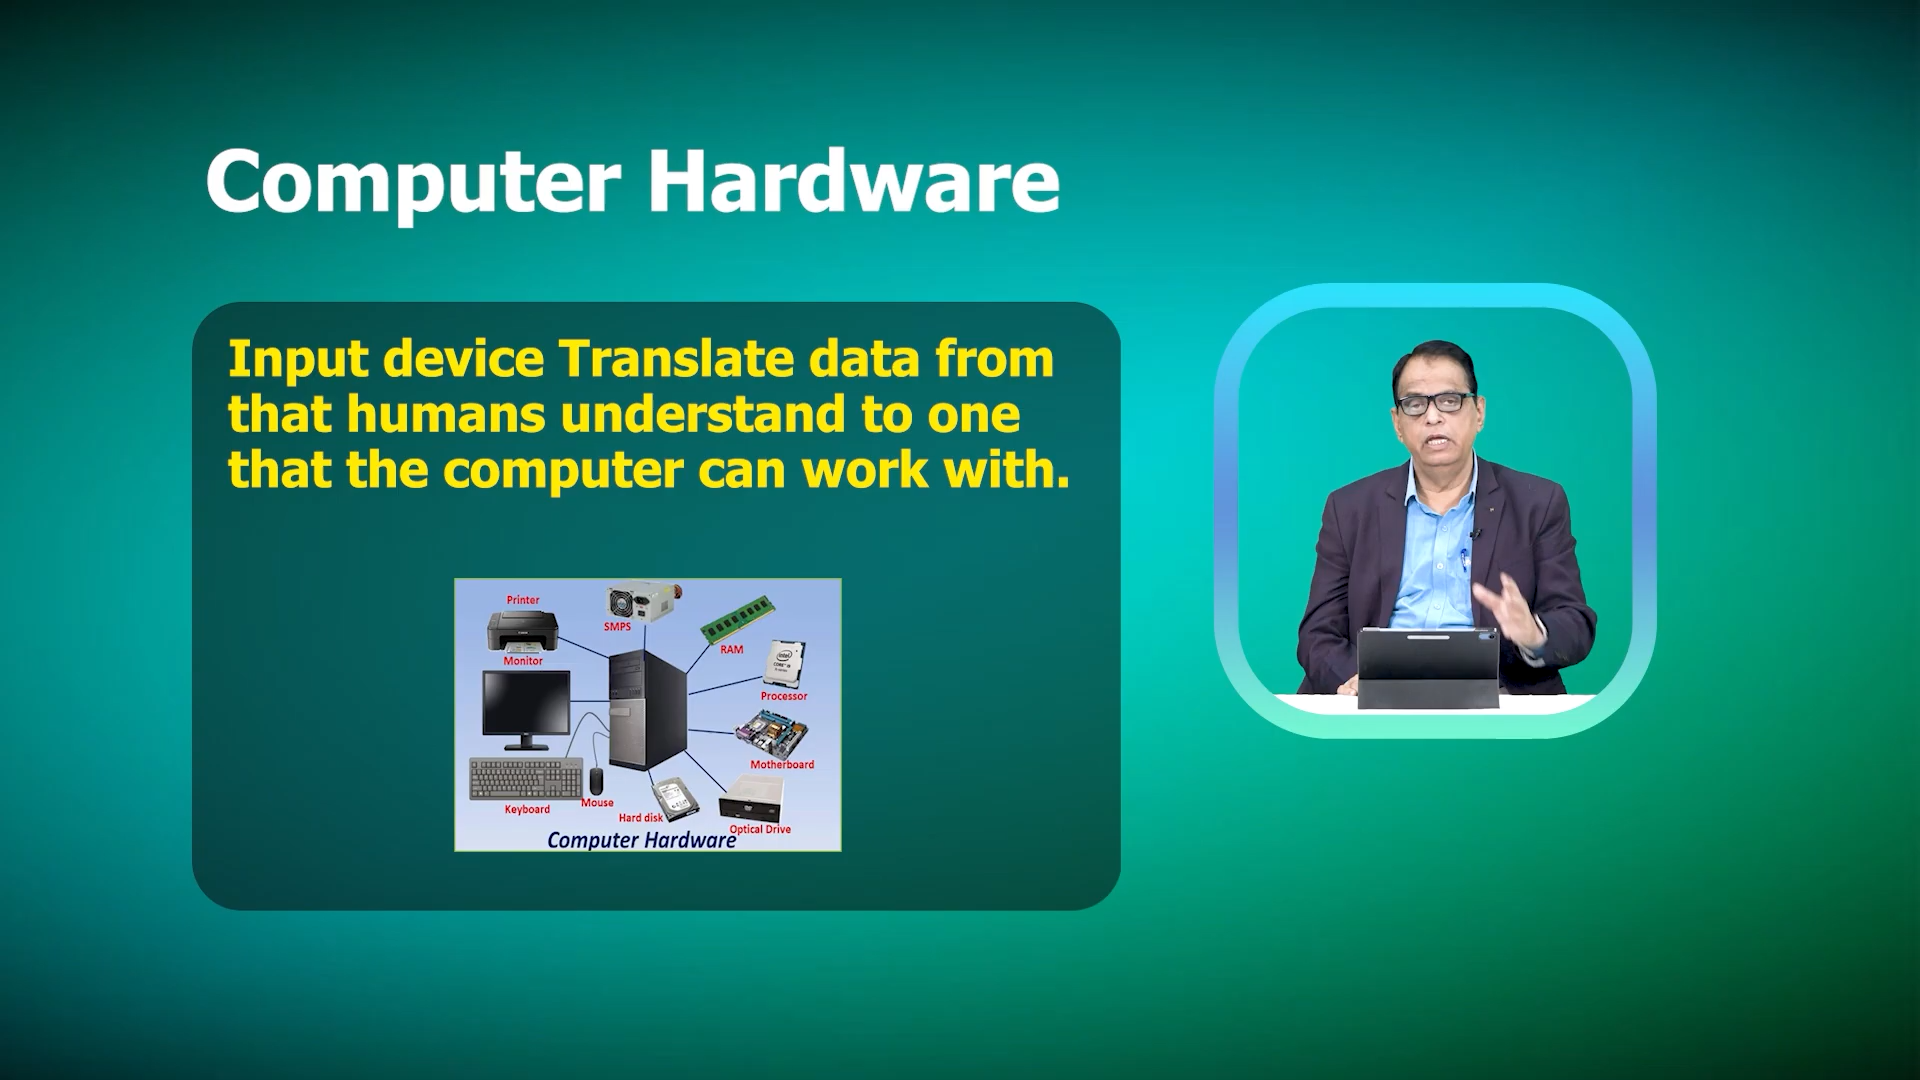 Computer Hardware
Input device Translate data from
that humans understand to one
that the computer can work with.
Printer
SMPS
RAM
Monitor
Processor
Motherboard
Keyboard
Mouse
Hard disk
Optical Drive
Computer Hardware